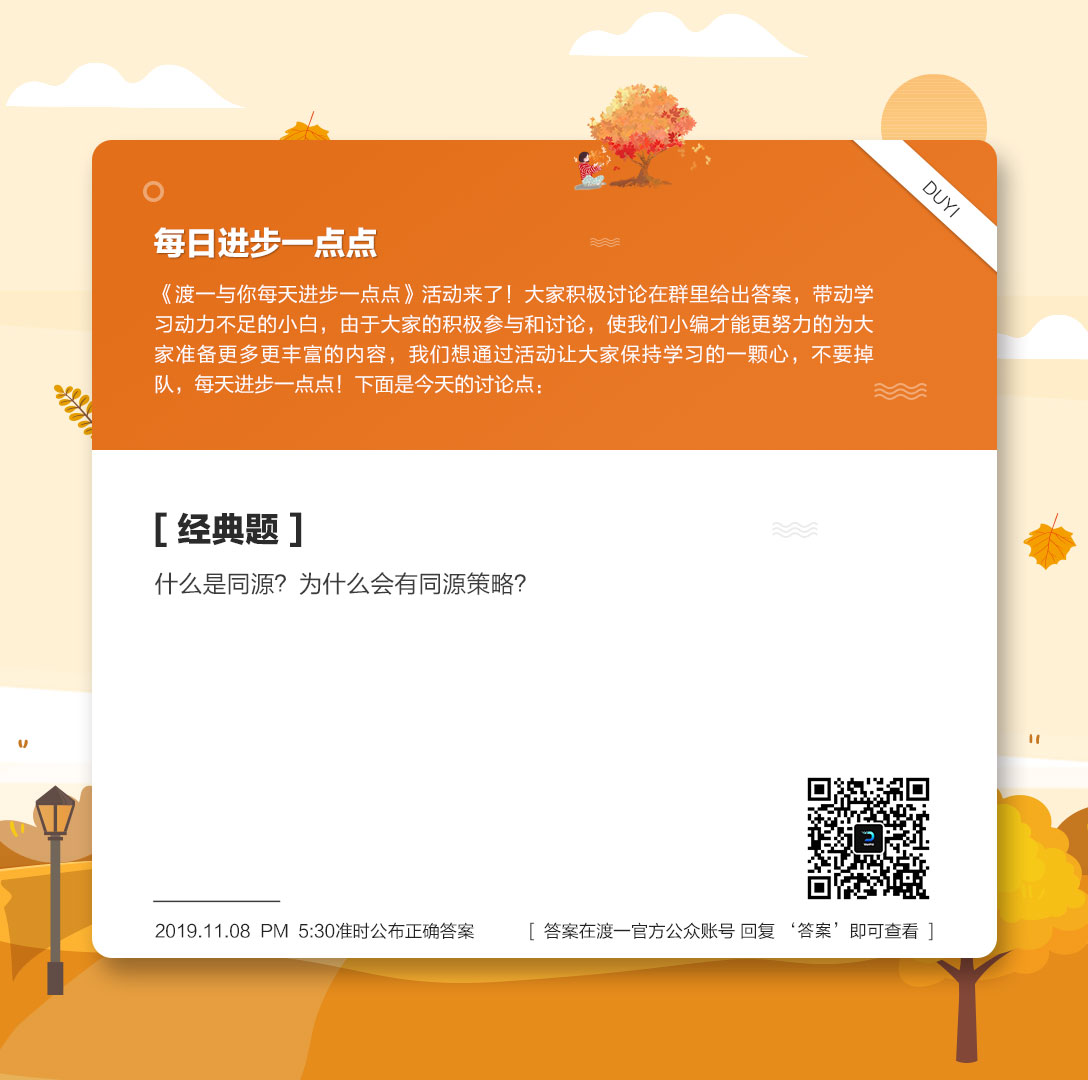 DUYI
每日进步一点点
《渡一与你每天进步一点点》活动来了！大家积极讨论在群里给出答案，带动学
习动力不足的小白，由于大家的积极参与和讨论，使我们小编才能更努力的为大
家准备更多更丰富的内容，我们想通过活动让大家保持学习的一颗心，不要掉
队，每天进步一点点！下面是今天的讨论点：
[ 经典题 ]
什么是同源？为什么会有同源策略？
2019.11.08 PM 5:30准时公布正确答案 [ 答案在渡一官方公众账号 回复 ‘答案’即可查看 ]